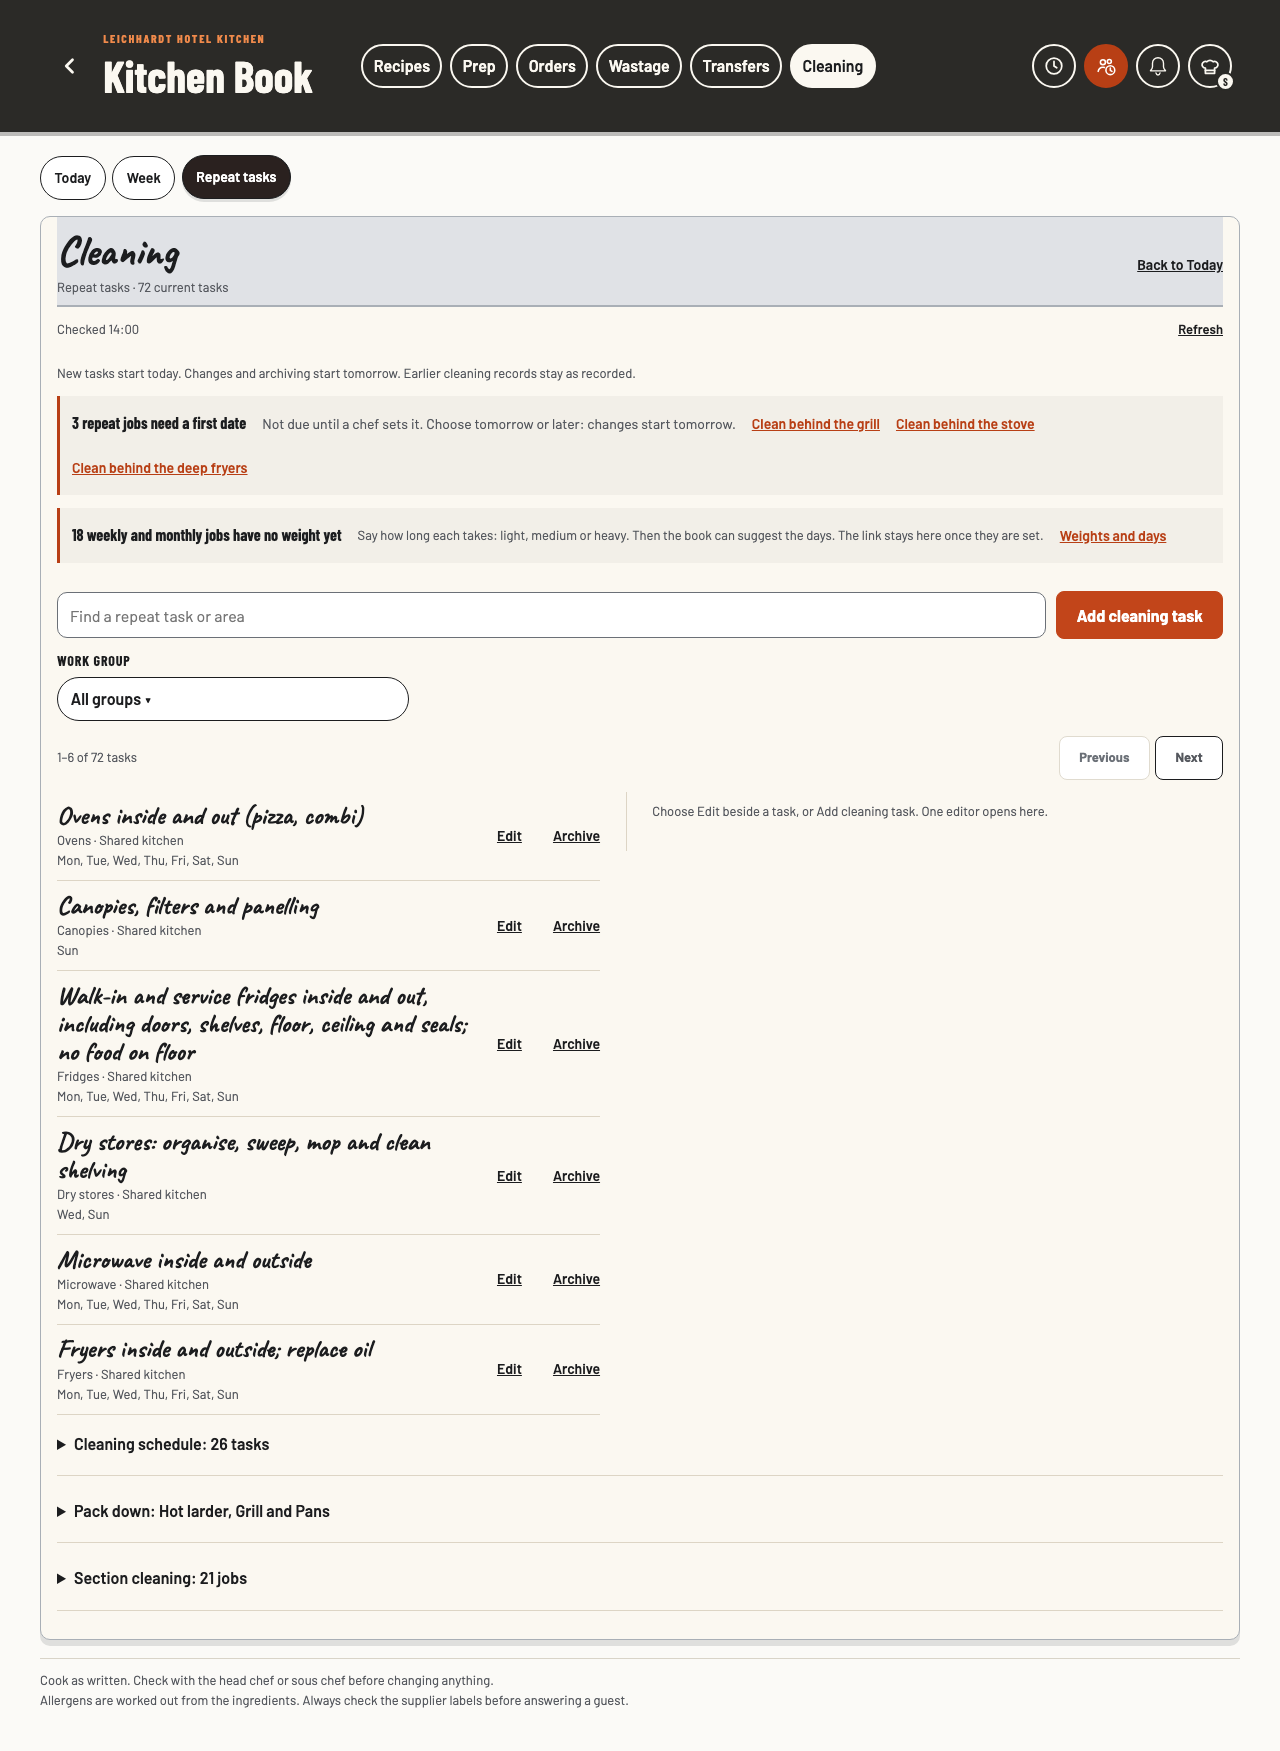 LEICHHARDT HOTEL KITCHEN
Kitchen Book
Recipes
Prep
Orders
Wastage
Transfers
Cleaning
S
Today
Week
Repeat tasks
Cleaning
Repeat tasks · 72 current tasks
Back to Today
Checked 14:00
Refresh
New tasks start today. Changes and archiving start tomorrow. Earlier cleaning records stay as recorded.
3 repeat jobs need a first date
Not due until a chef sets it. Choose tomorrow or later: changes start tomorrow.
Clean behind the grill
Clean behind the stove
Clean behind the deep fryers
18 weekly and monthly jobs have no weight yet
Say how long each takes: light, medium or heavy. Then the book can suggest the days. The link stays here once they are set.
Weights and days
Find a repeat task or area
Add cleaning task
WORK GROUP
All groups ▾
1–6 of 72 tasks
Previous
Next
Ovens inside and out (pizza, combi)
Ovens · Shared kitchen
Mon, Tue, Wed, Thu, Fri, Sat, Sun
Edit
Archive
Choose Edit beside a task, or Add cleaning task. One editor opens here.
Canopies, filters and panelling
Canopies · Shared kitchen
Sun
Edit
Archive
Walk-in and service fridges inside and out,
including doors, shelves, floor, ceiling and seals;
no food on floor
Fridges · Shared kitchen
Mon, Tue, Wed, Thu, Fri, Sat, Sun
Edit
Archive
Dry stores: organise, sweep, mop and clean
shelving
Dry stores · Shared kitchen
Wed, Sun
Edit
Archive
Microwave inside and outside
Microwave · Shared kitchen
Mon, Tue, Wed, Thu, Fri, Sat, Sun
Edit
Archive
Fryers inside and outside; replace oil
Fryers · Shared kitchen
Mon, Tue, Wed, Thu, Fri, Sat, Sun
Edit
Archive
Cleaning schedule: 26 tasks
Pack down: Hot larder, Grill and Pans
Section cleaning: 21 jobs
Cook as written. Check with the head chef or sous chef before changing anything.
Allergens are worked out from the ingredients. Always check the supplier labels before answering a guest.